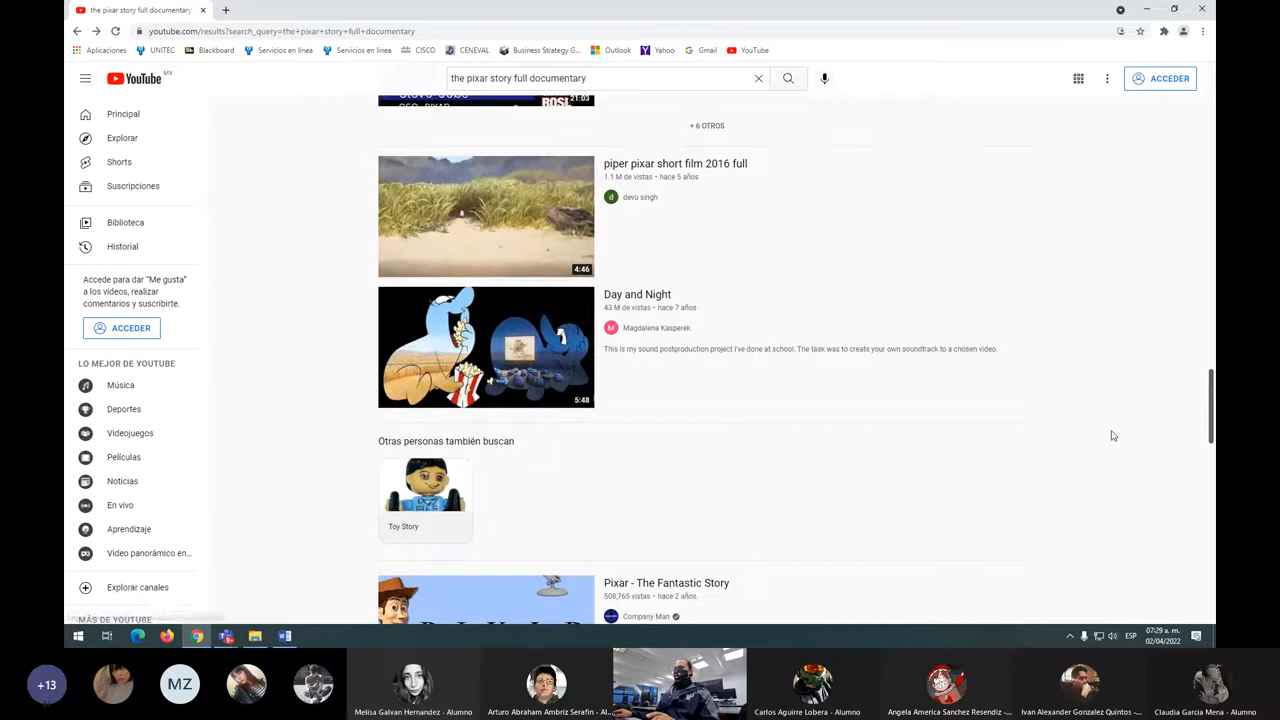 the pixar story full documentary
youtube.com/results?search_query=the+pixar+story+full+documentary
Aplicaciones
UNITEC
Blackboard
Servicios en línea
Servicios en linea
CISCO
CENEVAL
Business Strategy G...
Outlook
Yahoo
Gmail
YouTube
YouTube MX
the pixar story full documentary
ACCEDER
Principal
Explorar
Shorts
Suscripciones
Biblioteca
Historial
Accede para dar “Me gusta”
a los videos, realizar
comentarios y suscribirte.
ACCEDER
LO MEJOR DE YOUTUBE
Música
Deportes
Videojuegos
Películas
Noticias
En vivo
Aprendizaje
Video panorámico en...
Explorar canales
MÁS DE YOUTUBE
CEO PIXAR
21:03
+ 6 OTROS
piper pixar short film 2016 full
1.1 M de vistas • hace 5 años
d devu singh
4:46
Day and Night
43 M de vistas • hace 7 años
M Magdalena Kasperek
This is my sound postproduction project I've done at school. The task was to create your own soundtrack to a chosen video.
5:48
Otras personas también buscan
Toy Story
Pixar - The Fantastic Story
508,765 vistas • hace 2 años
Company Man
ESP
07:29 a. m.
02/04/2022
+13
MZ
Melisa Galvan Hernandez - Alumno
Arturo Abraham Ambriz Serafin - Al...
Carlos Aguirre Lobera - Alumno
Angela America Sanchez Resendiz -...
Ivan Alexander Gonzalez Quintos -...
Claudia Garcia Mena - Alumno